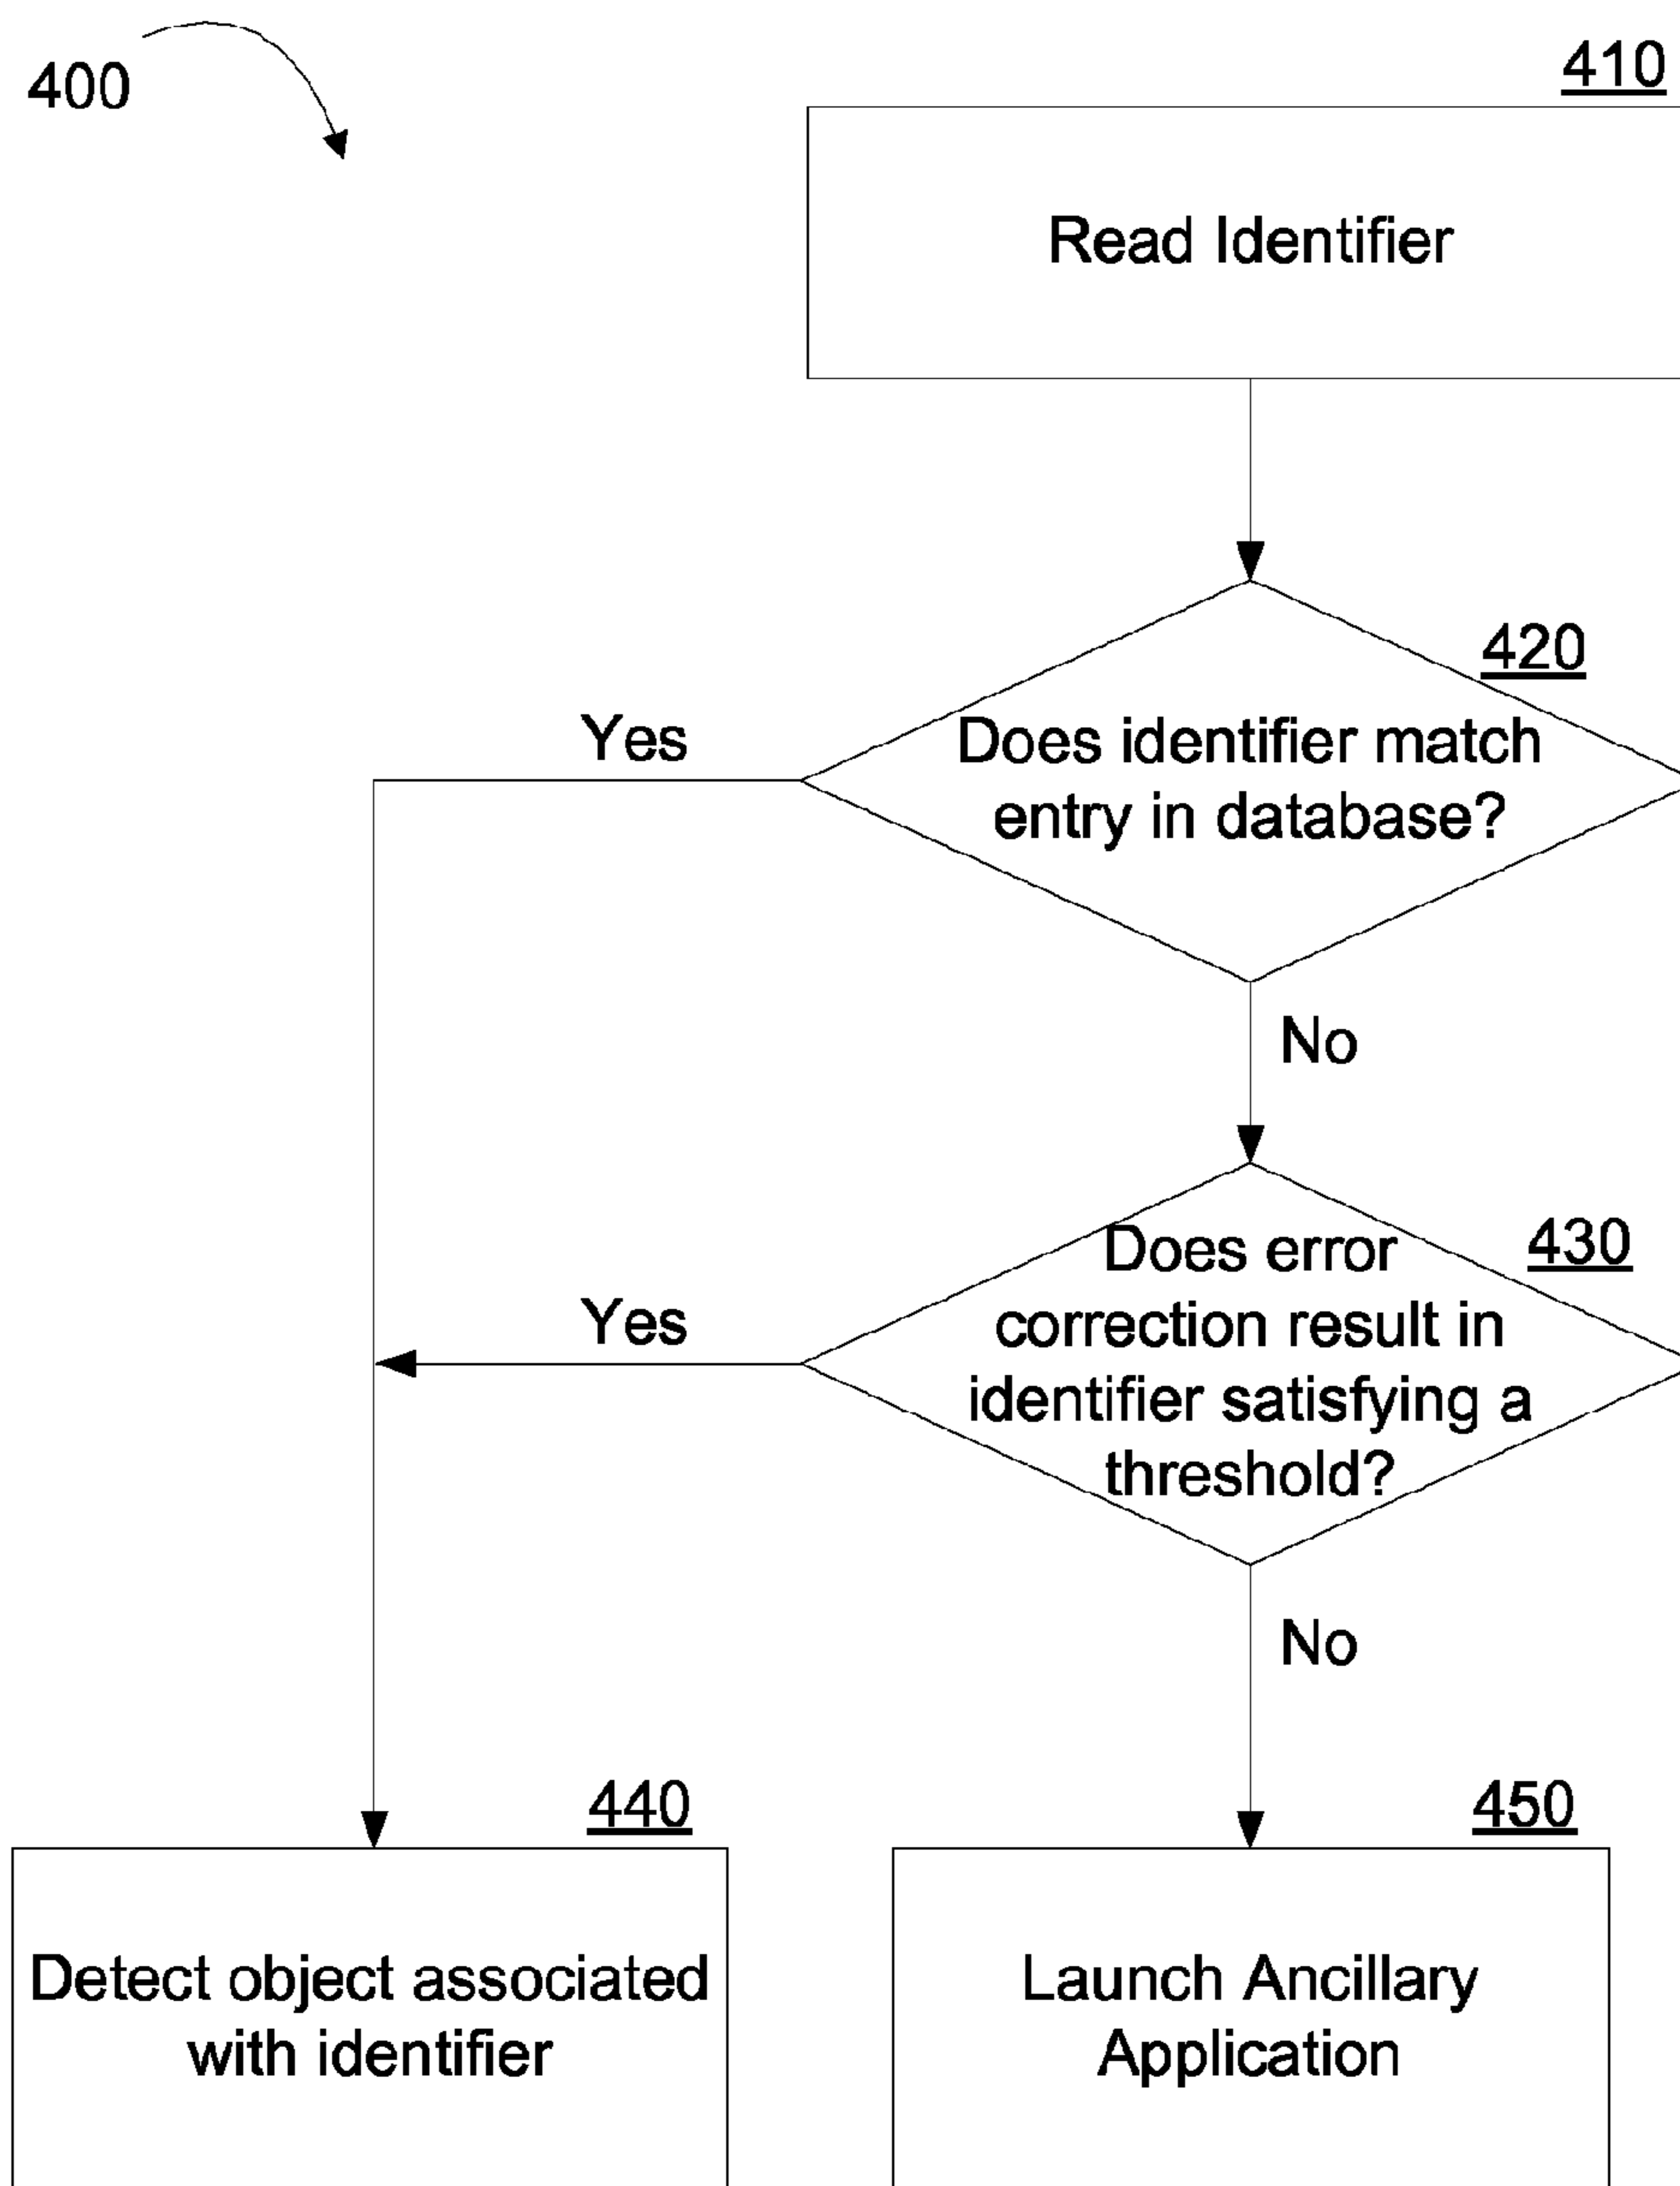 400
410
Read Identifier
420
Yes
Does identifier match
entry in database?
No
430
Does error
correction result in
identifier satisfying a
threshold?
Yes
No
440
450
Detect object associated
with identifier
Launch Ancillary
Application